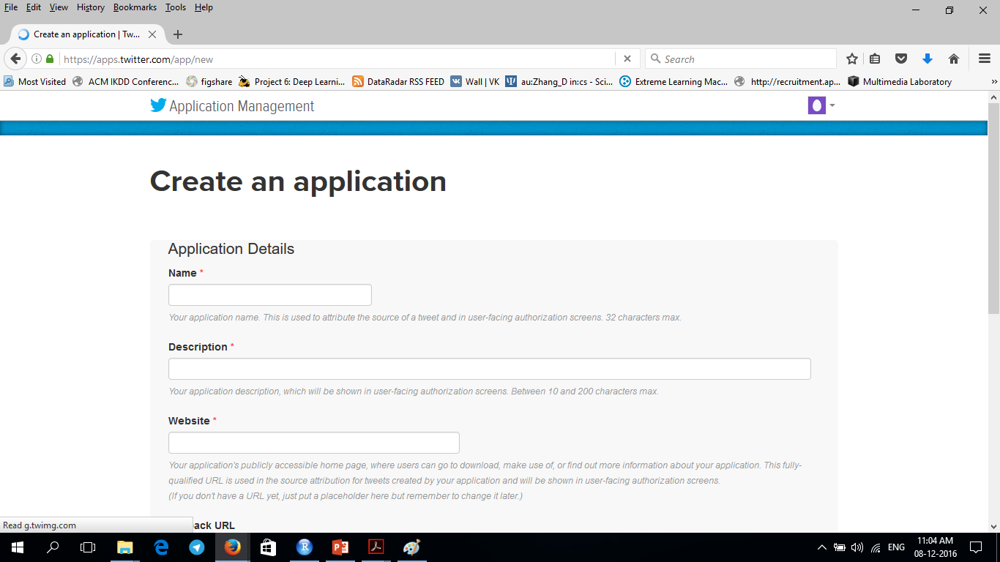 File Edit View History Bookmarks Tools Help
Create an application | Tw...
https://apps.twitter.com/app/new
Search
Most Visited ACM IKDD Conferenc... figshare Project 6: Deep Learni... DataRadar RSS FEED Wall | VK au:Zhang_D in:cs - Sci... Extreme Learning Mac... http://recruitment.ap... Multimedia Laboratory
Application Management
Create an application
Application Details
Name *
Your application name. This is used to attribute the source of a tweet and in user-facing authorization screens. 32 characters max.
Description *
Your application description, which will be shown in user-facing authorization screens. Between 10 and 200 characters max.
Website *
Your application's publicly accessible home page, where users can go to download, make use of, or find out more information about your application. This fully-
qualified URL is used in the source attribution for tweets created by your application and will be shown in user-facing authorization screens.
(If you don't have a URL yet, just put a placeholder here but remember to change it later.)
back URL
Read g.twimg.com
ENG
11:04 AM
08-12-2016